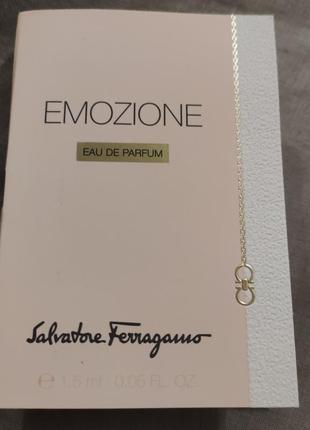 EMOZIONE
EAU DE PARFUM
Salvatore Ferragamo
℮ 1.5 ml - 0.05 FL. OZ.